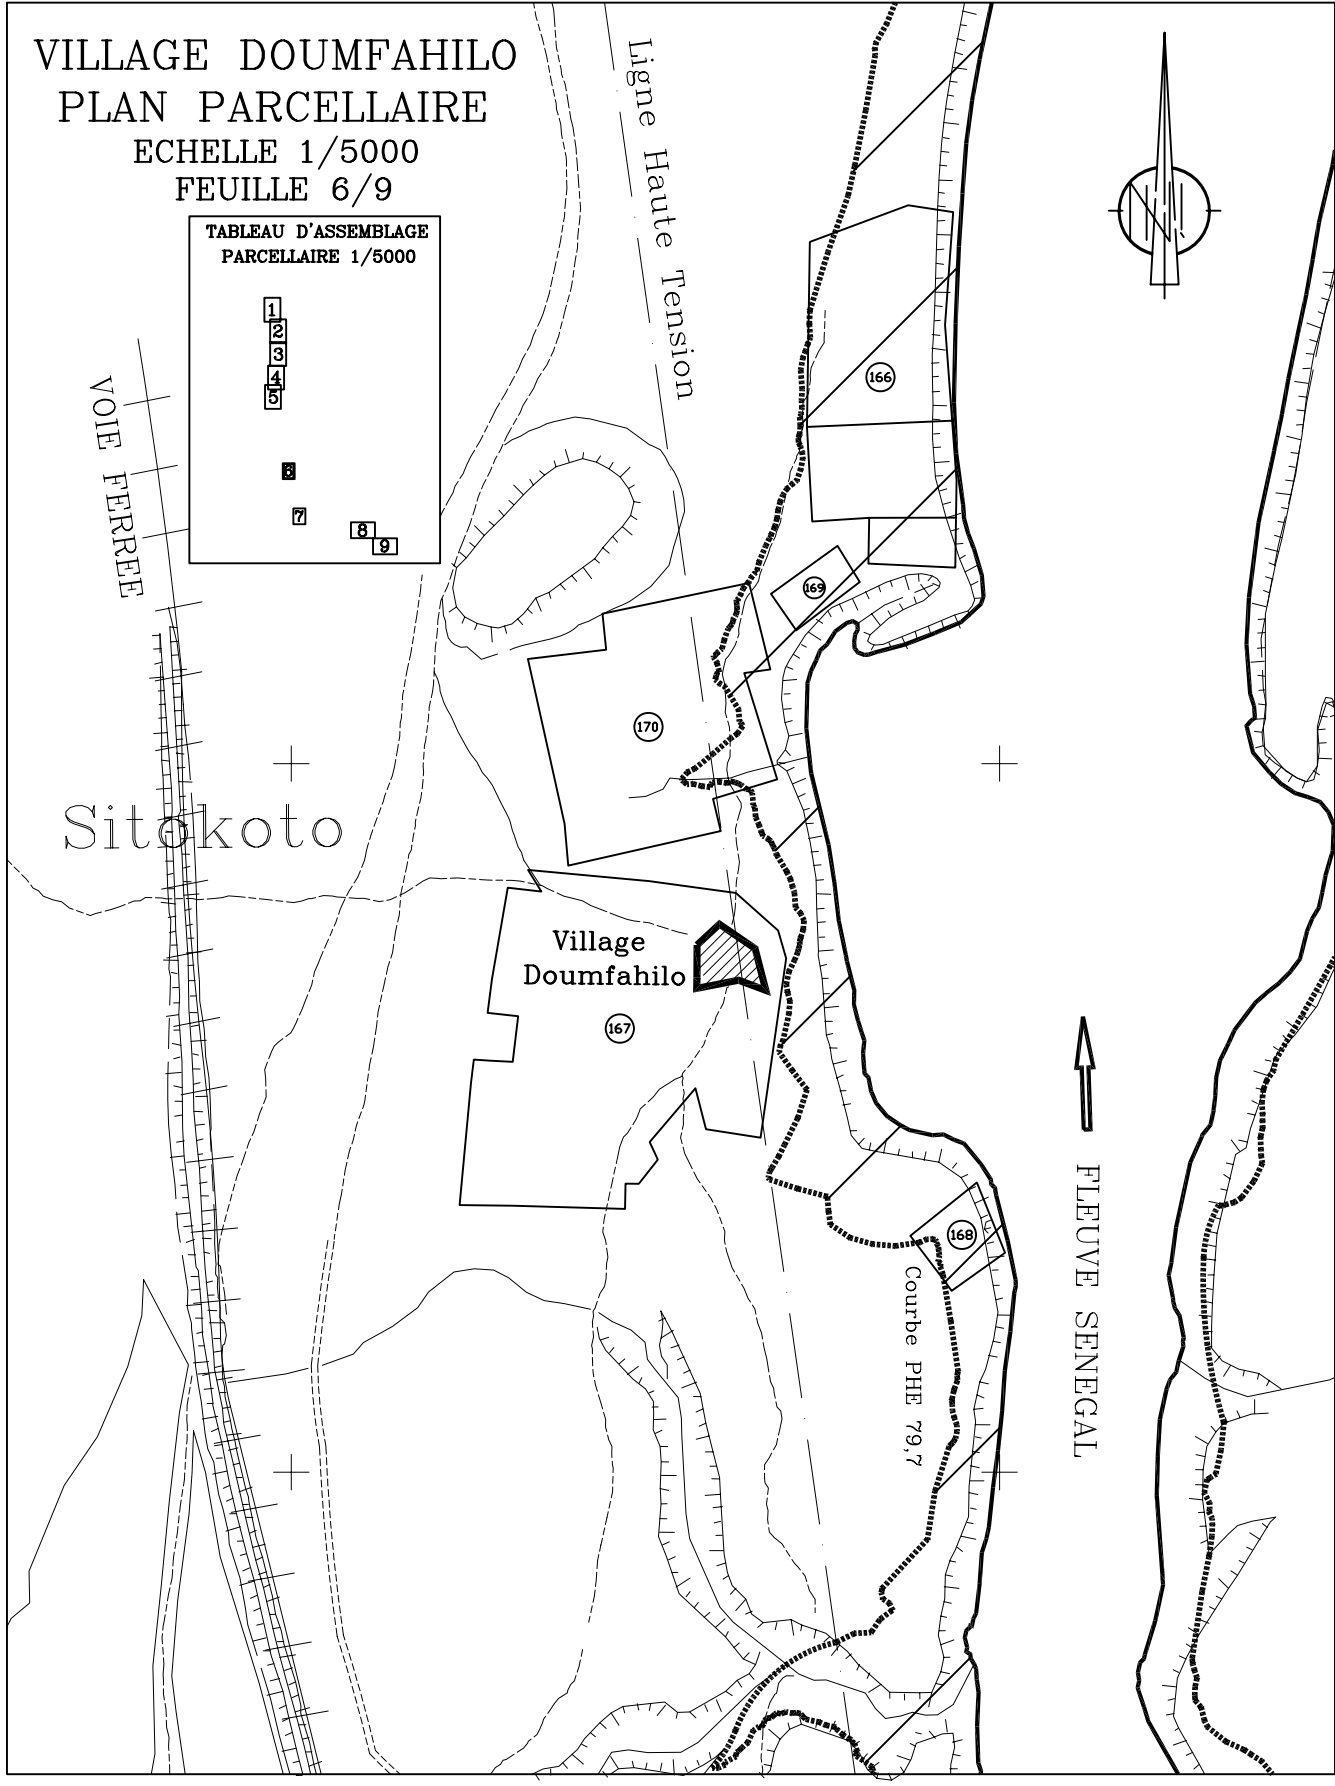 VILLAGE DOUMFAHILO
PLAN PARCELLAIRE
ECHELLE 1/5000
FEUILLE 6/9
TABLEAU D'ASSEMBLAGE
PARCELLAIRE 1/5000
1
2
3
4
5
6
7
8
9
Ligne Haute Tension
VOIE FERREE
166
169
170
Sitokoto
Village
Doumfahilo
167
168
Courbe PHE 79,7
FLEUVE SENEGAL